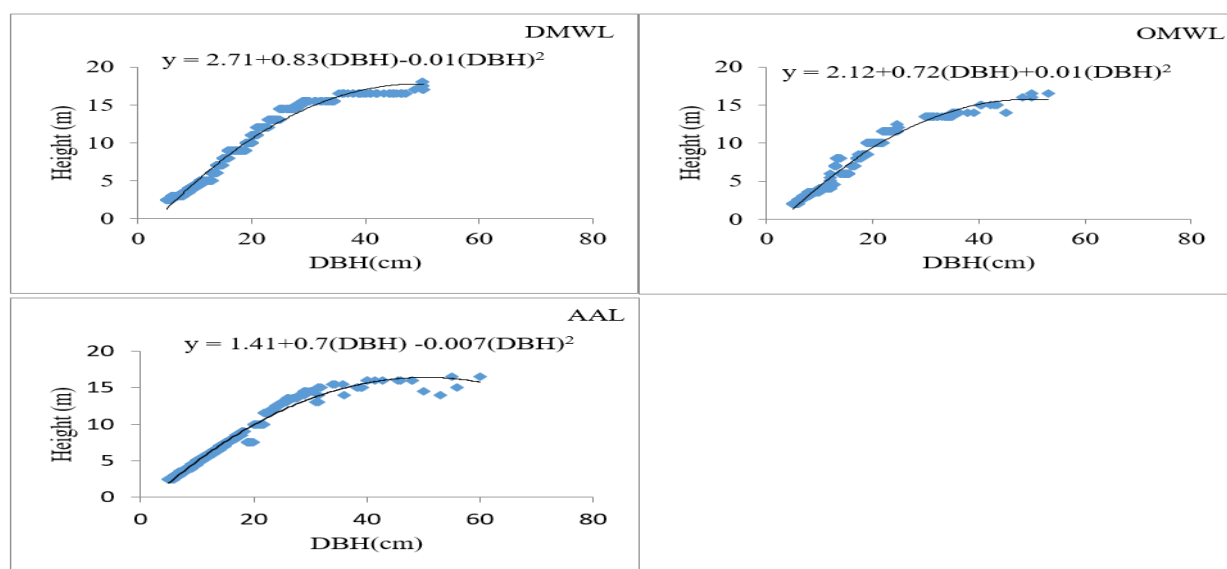 DMWL
y = 2.71+0.83(DBH)-0.01(DBH)²
Height (m)
20
15
10
5
0
0 20 40 60 80
DBH(cm)
OMWL
y = 2.12+0.72(DBH)+0.01(DBH)²
Height (m)
20
15
10
5
0
0 20 40 60 80
DBH(cm)
AAL
y = 1.41+0.7(DBH) -0.007(DBH)²
Height (m)
20
15
10
5
0
0 20 40 60 80
DBH(cm)